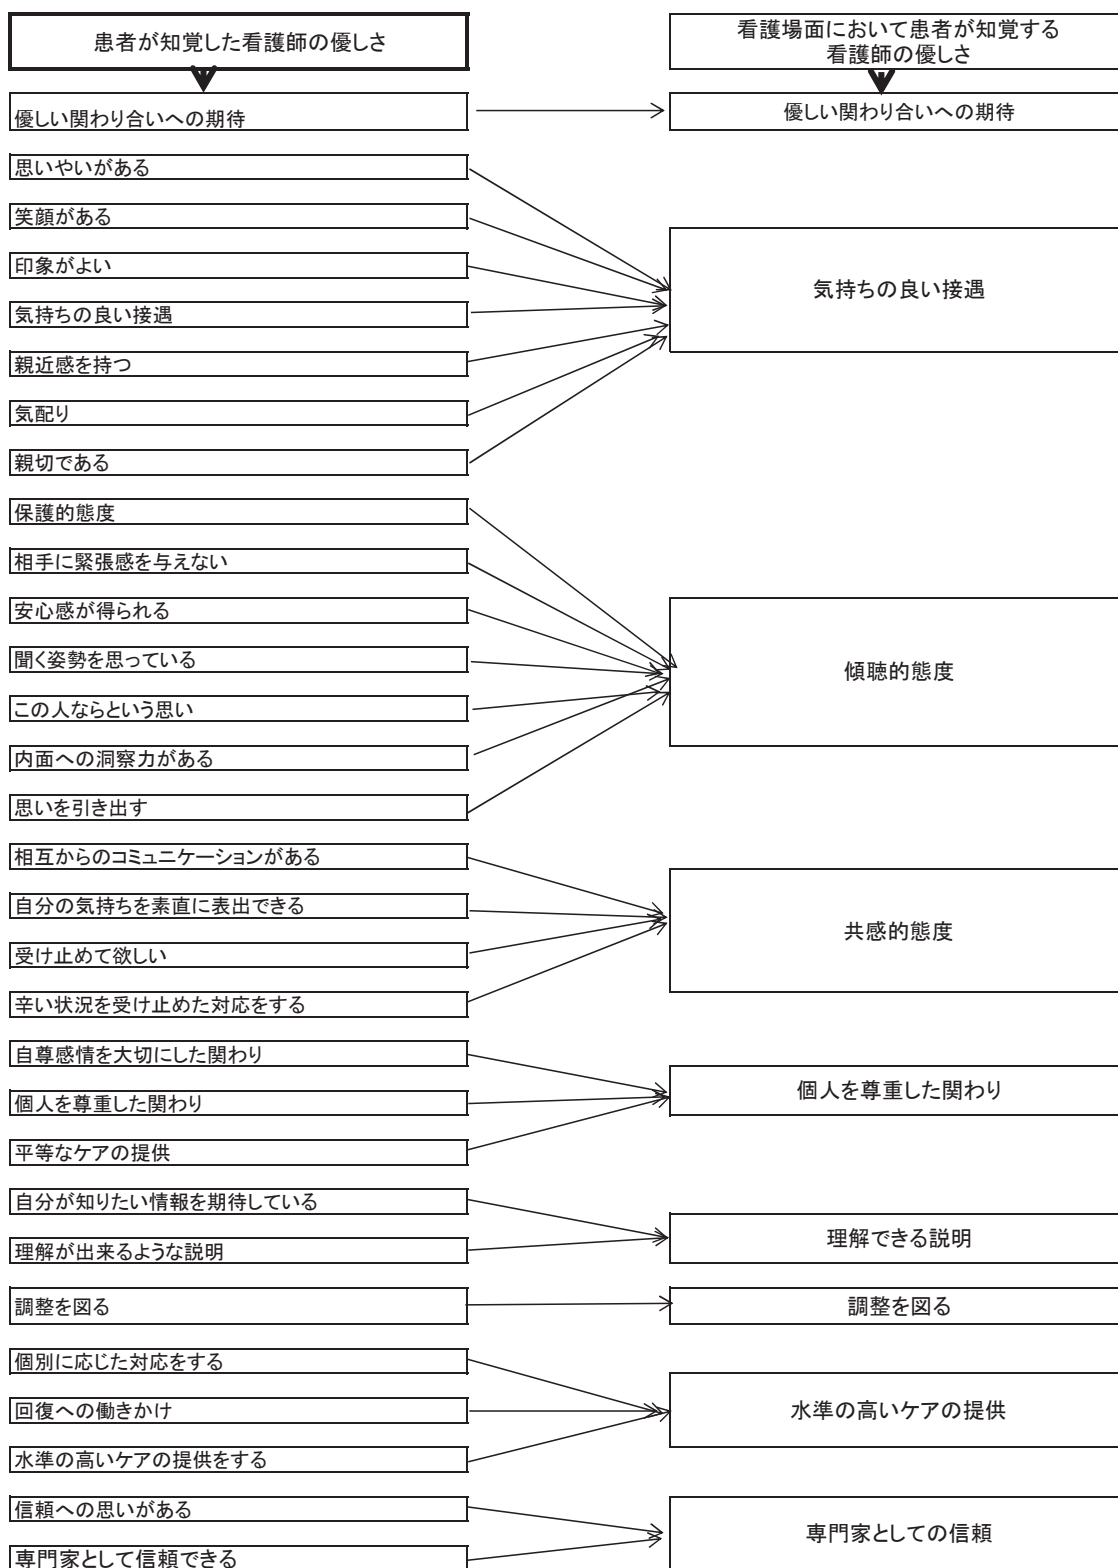 患者が知覚した看護師の優しさ
看護場面において患者が知覚する
看護師の優しさ
優しい関わり合いへの期待
優しい関わり合いへの期待
思いやいがある
笑顔がある
印象がよい
気持ちの良い接遇
親近感を持つ
気配り
親切である
気持ちの良い接遇
保護的態度
相手に緊張感を与えない
安心感が得られる
聞く姿勢を思っている
この人ならという思い
内面への洞察力がある
思いを引き出す
傾聴的態度
相互からのコミュニケーションがある
自分の気持ちを素直に表出できる
受け止めて欲しい
辛い状況を受け止めた対応をする
共感的態度
自尊感情を大切にした関わり
個人を尊重した関わり
平等なケアの提供
個人を尊重した関わり
自分が知りたい情報を期待している
理解が出来るような説明
理解できる説明
調整を図る
調整を図る
個別に応じた対応をする
回復への働きかけ
水準の高いケアの提供をする
水準の高いケアの提供
信頼への思いがある
専門家として信頼できる
専門家としての信頼